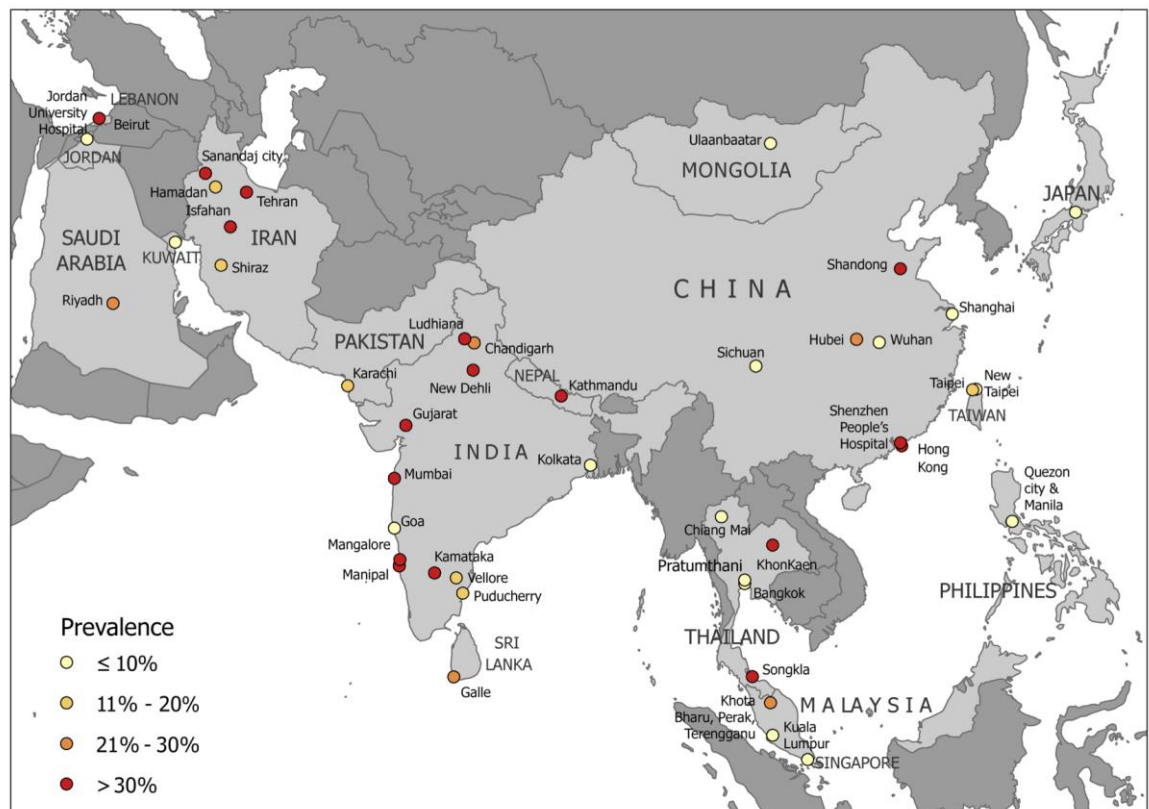 Jordan
University
Hospital
LEBANON
Beirut
JORDAN
Sanandaj city
Hamadan
Tehran
Isfahan
IRAN
SAUDI
ARABIA
KUWAIT
Shiraz
Riyadh
Ulaanbaatar
MONGOLIA
JAPAN
Shandong
CHINA
Shanghai
Hubei
Wuhan
Sichuan
Ludhiana
PAKISTAN
Chandigarh
Karachi
New Dehli
NEPAL
Kathmandu
Taipei
New
Taipei
TAIWAN
Gujarat
Shenzhen
People's
Hospital
Hong
Kong
INDIA
Kolkata
Mumbai
Quezon
city &
Manila
Goa
Chiang Mai
Mangalore
Kamataka
KhonKaen
Manipal
Vellore
Pratumthani
Puducherry
Bangkok
PHILIPPINES
THAILAND
SRI
LANKA
Galle
Songkla
MALAYSIA
Khota
Bharu, Perak,
Terengganu
Kuala
Lumpur
SINGAPORE
Prevalence
≤ 10%
11% - 20%
21% - 30%
> 30%